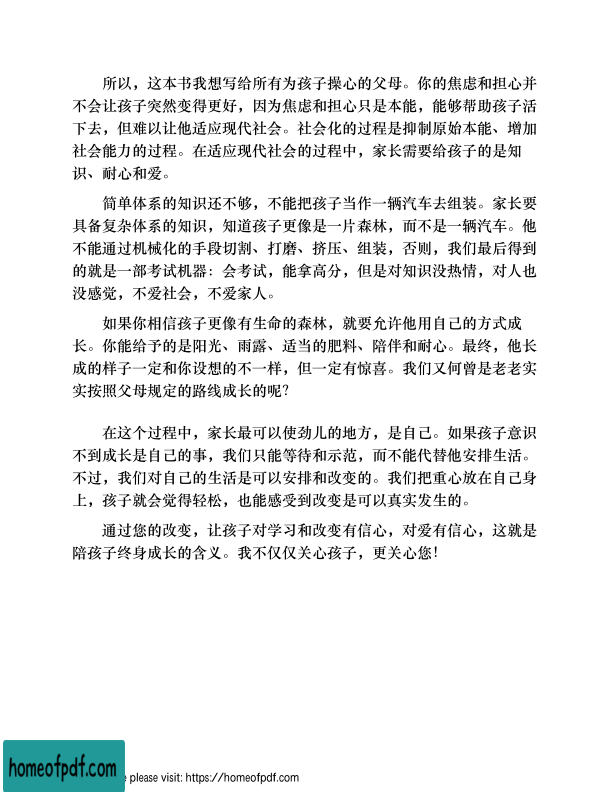 所以，这本书我想写给所有为孩子操心的父母。你的焦虑和担心并
不会让孩子突然变得更好，因为焦虑和担心只是本能，能够帮助孩子活
下去，但难以让他适应现代社会。社会化的过程是抑制原始本能、增加
社会能力的过程。在适应现代社会的过程中，家长需要给孩子的是知
识、耐心和爱。
简单体系的知识还不够，不能把孩子当作一辆汽车去组装。家长要
具备复杂体系的知识，知道孩子更像是一片森林，而不是一辆汽车。他
不能通过机械化的手段切割、打磨、挤压、组装，否则，我们最后得到
的就是一部考试机器：会考试，能拿高分，但是对知识没热情，对人也
没感觉，不爱社会，不爱家人。
如果你相信孩子更像有生命的森林，就要允许他用自己的方式成
长。你能给予的是阳光、雨露、适当的肥料、陪伴和耐心。最终，他长
成的样子一定和你设想的不一样，但一定有惊喜。我们又何曾是老老实
实按照父母规定的路线成长的呢？
在这个过程中，家长最可以使劲儿的地方，是自己。如果孩子意识
不到成长是自己的事，我们只能等待和示范，而不能代替他安排生活。
不过，我们对自己的生活是可以安排和改变的。我们把重心放在自己身
上，孩子就会觉得轻松，也能感受到改变是可以真实发生的。
通过您的改变，让孩子对学习和改变有信心，对爱有信心，这就是
陪孩子终身成长的含义。我不仅仅关心孩子，更关心您！
homeofpdf.com
please visit: https://homeofpdf.com